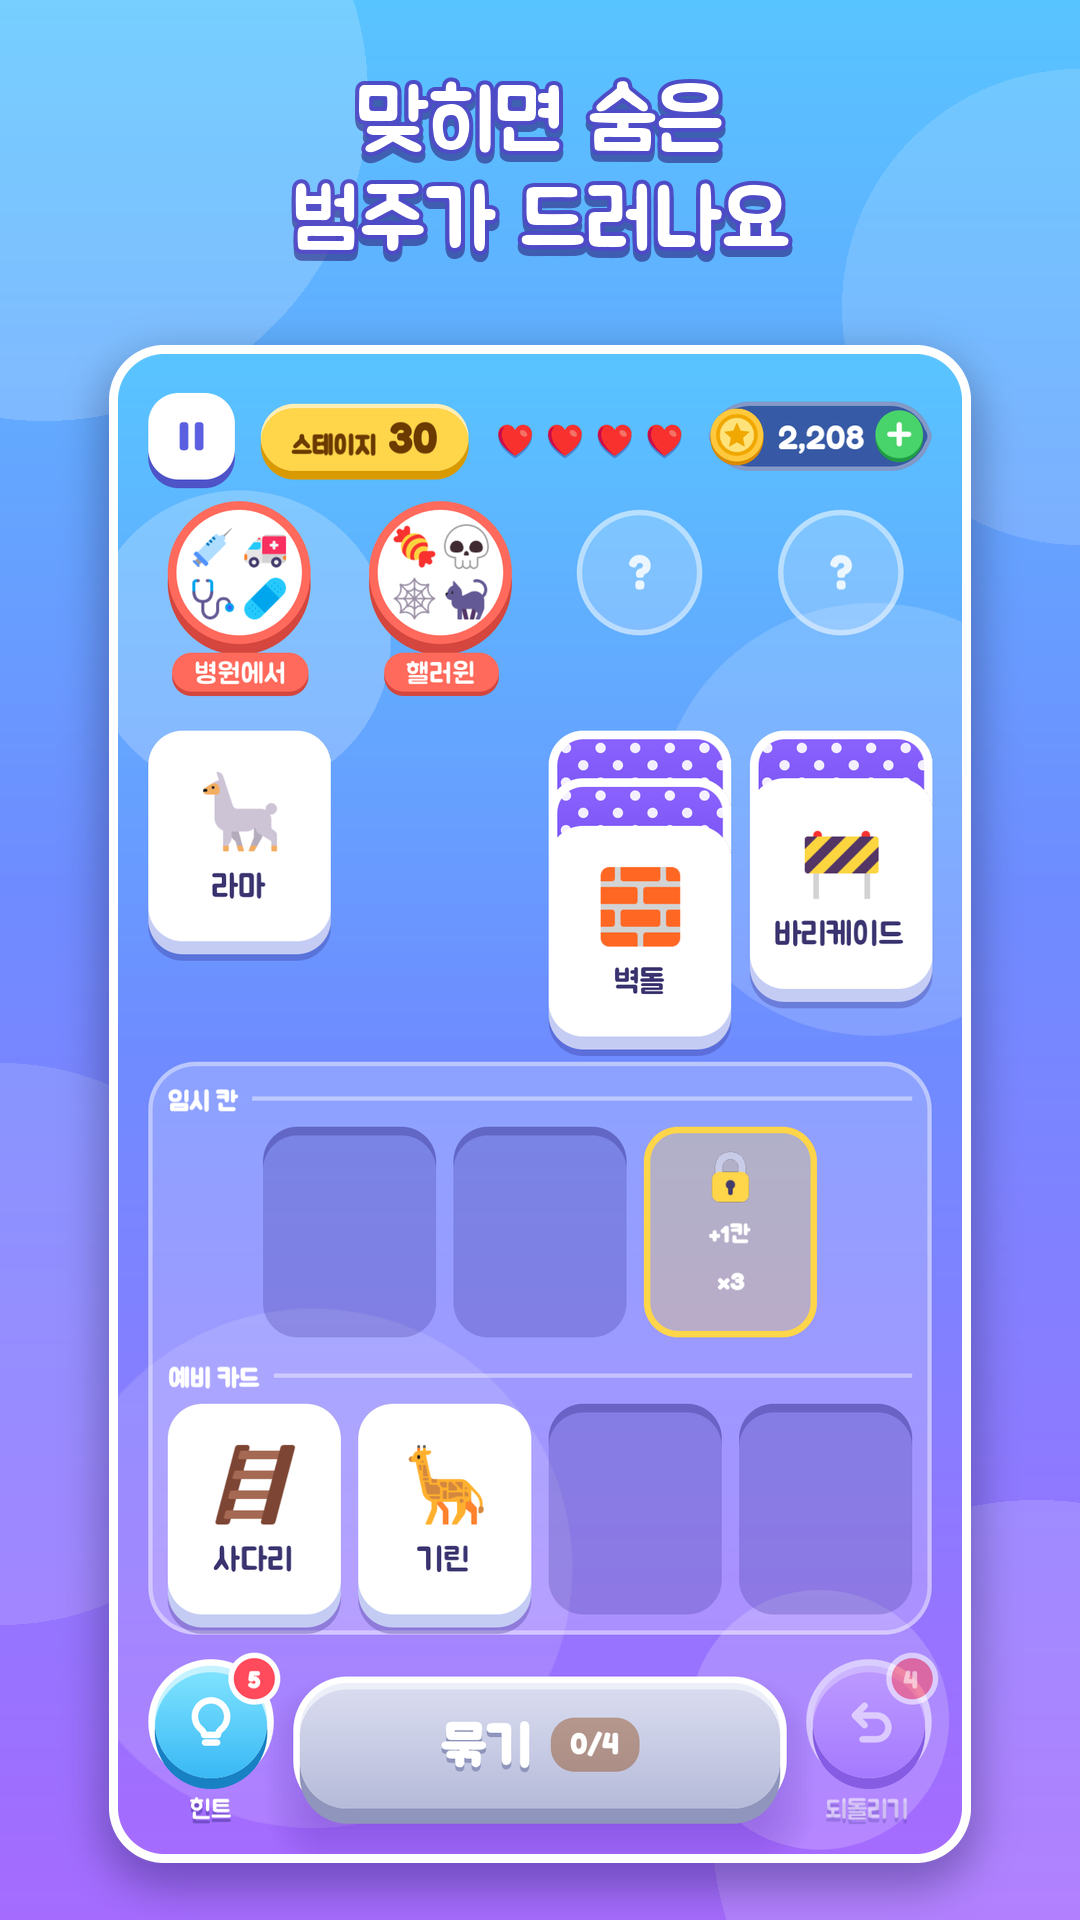 맞히면 숨은
범주가 드러나요
스테이지 30
2,208
?
?
병원에서
핼러윈
라마
벽돌
바리케이드
임시 칸
+1칸
×3
예비 카드
사다리
기린
5
묶기 0/4
4
힌트
되돌리기